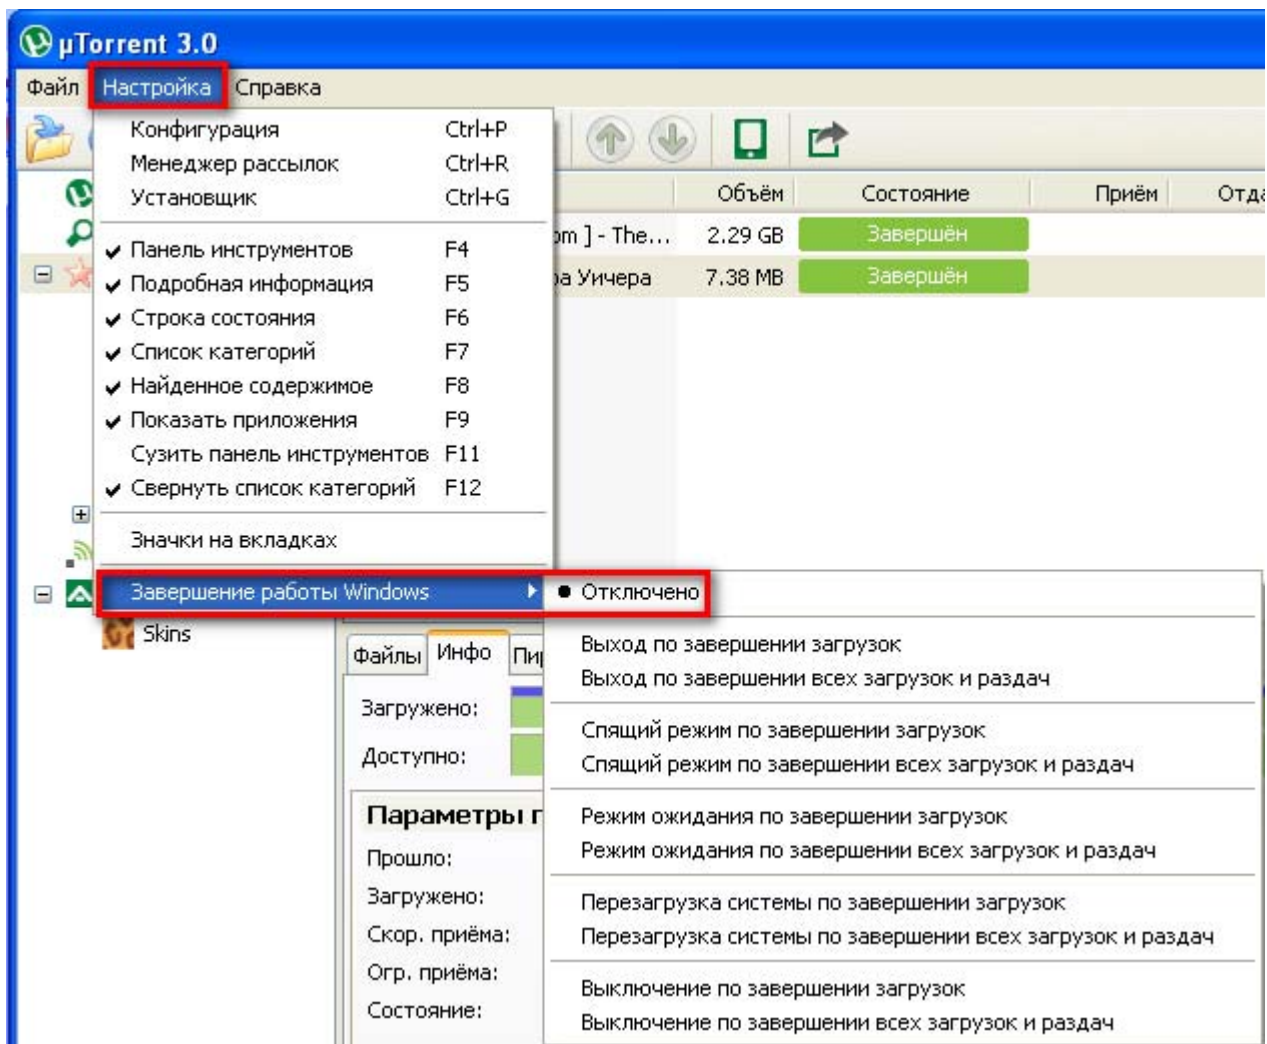 µTorrent 3.0
Файл Настройка Справка
Конфигурация Ctrl+P
Менеджер рассылок Ctrl+R
Установщик Ctrl+G
Объём Состояние Приём
om ] - The... 2.29 GB Завершён
ра Уичера 7.38 MB Завершён
Панель инструментов F4
Подробная информация F5
Строка состояния F6
Список категорий F7
Найденное содержимое F8
Показать приложения F9
Сузить панель инструментов F11
Свернуть список категорий F12
Значки на вкладках
Завершение работы Windows
Отключено
Выход по завершении загрузок
Выход по завершении всех загрузок и раздач
Спящий режим по завершении загрузок
Спящий режим по завершении всех загрузок и раздач
Режим ожидания по завершении загрузок
Режим ожидания по завершении всех загрузок и раздач
Перезагрузка системы по завершении загрузок
Перезагрузка системы по завершении всех загрузок и раздач
Выключение по завершении загрузок
Выключение по завершении всех загрузок и раздач
Skins
Файлы Инфо
Загружено:
Доступно:
Параметры
Прошло:
Загружено:
Скор. приёма:
Огр. приёма:
Состояние: